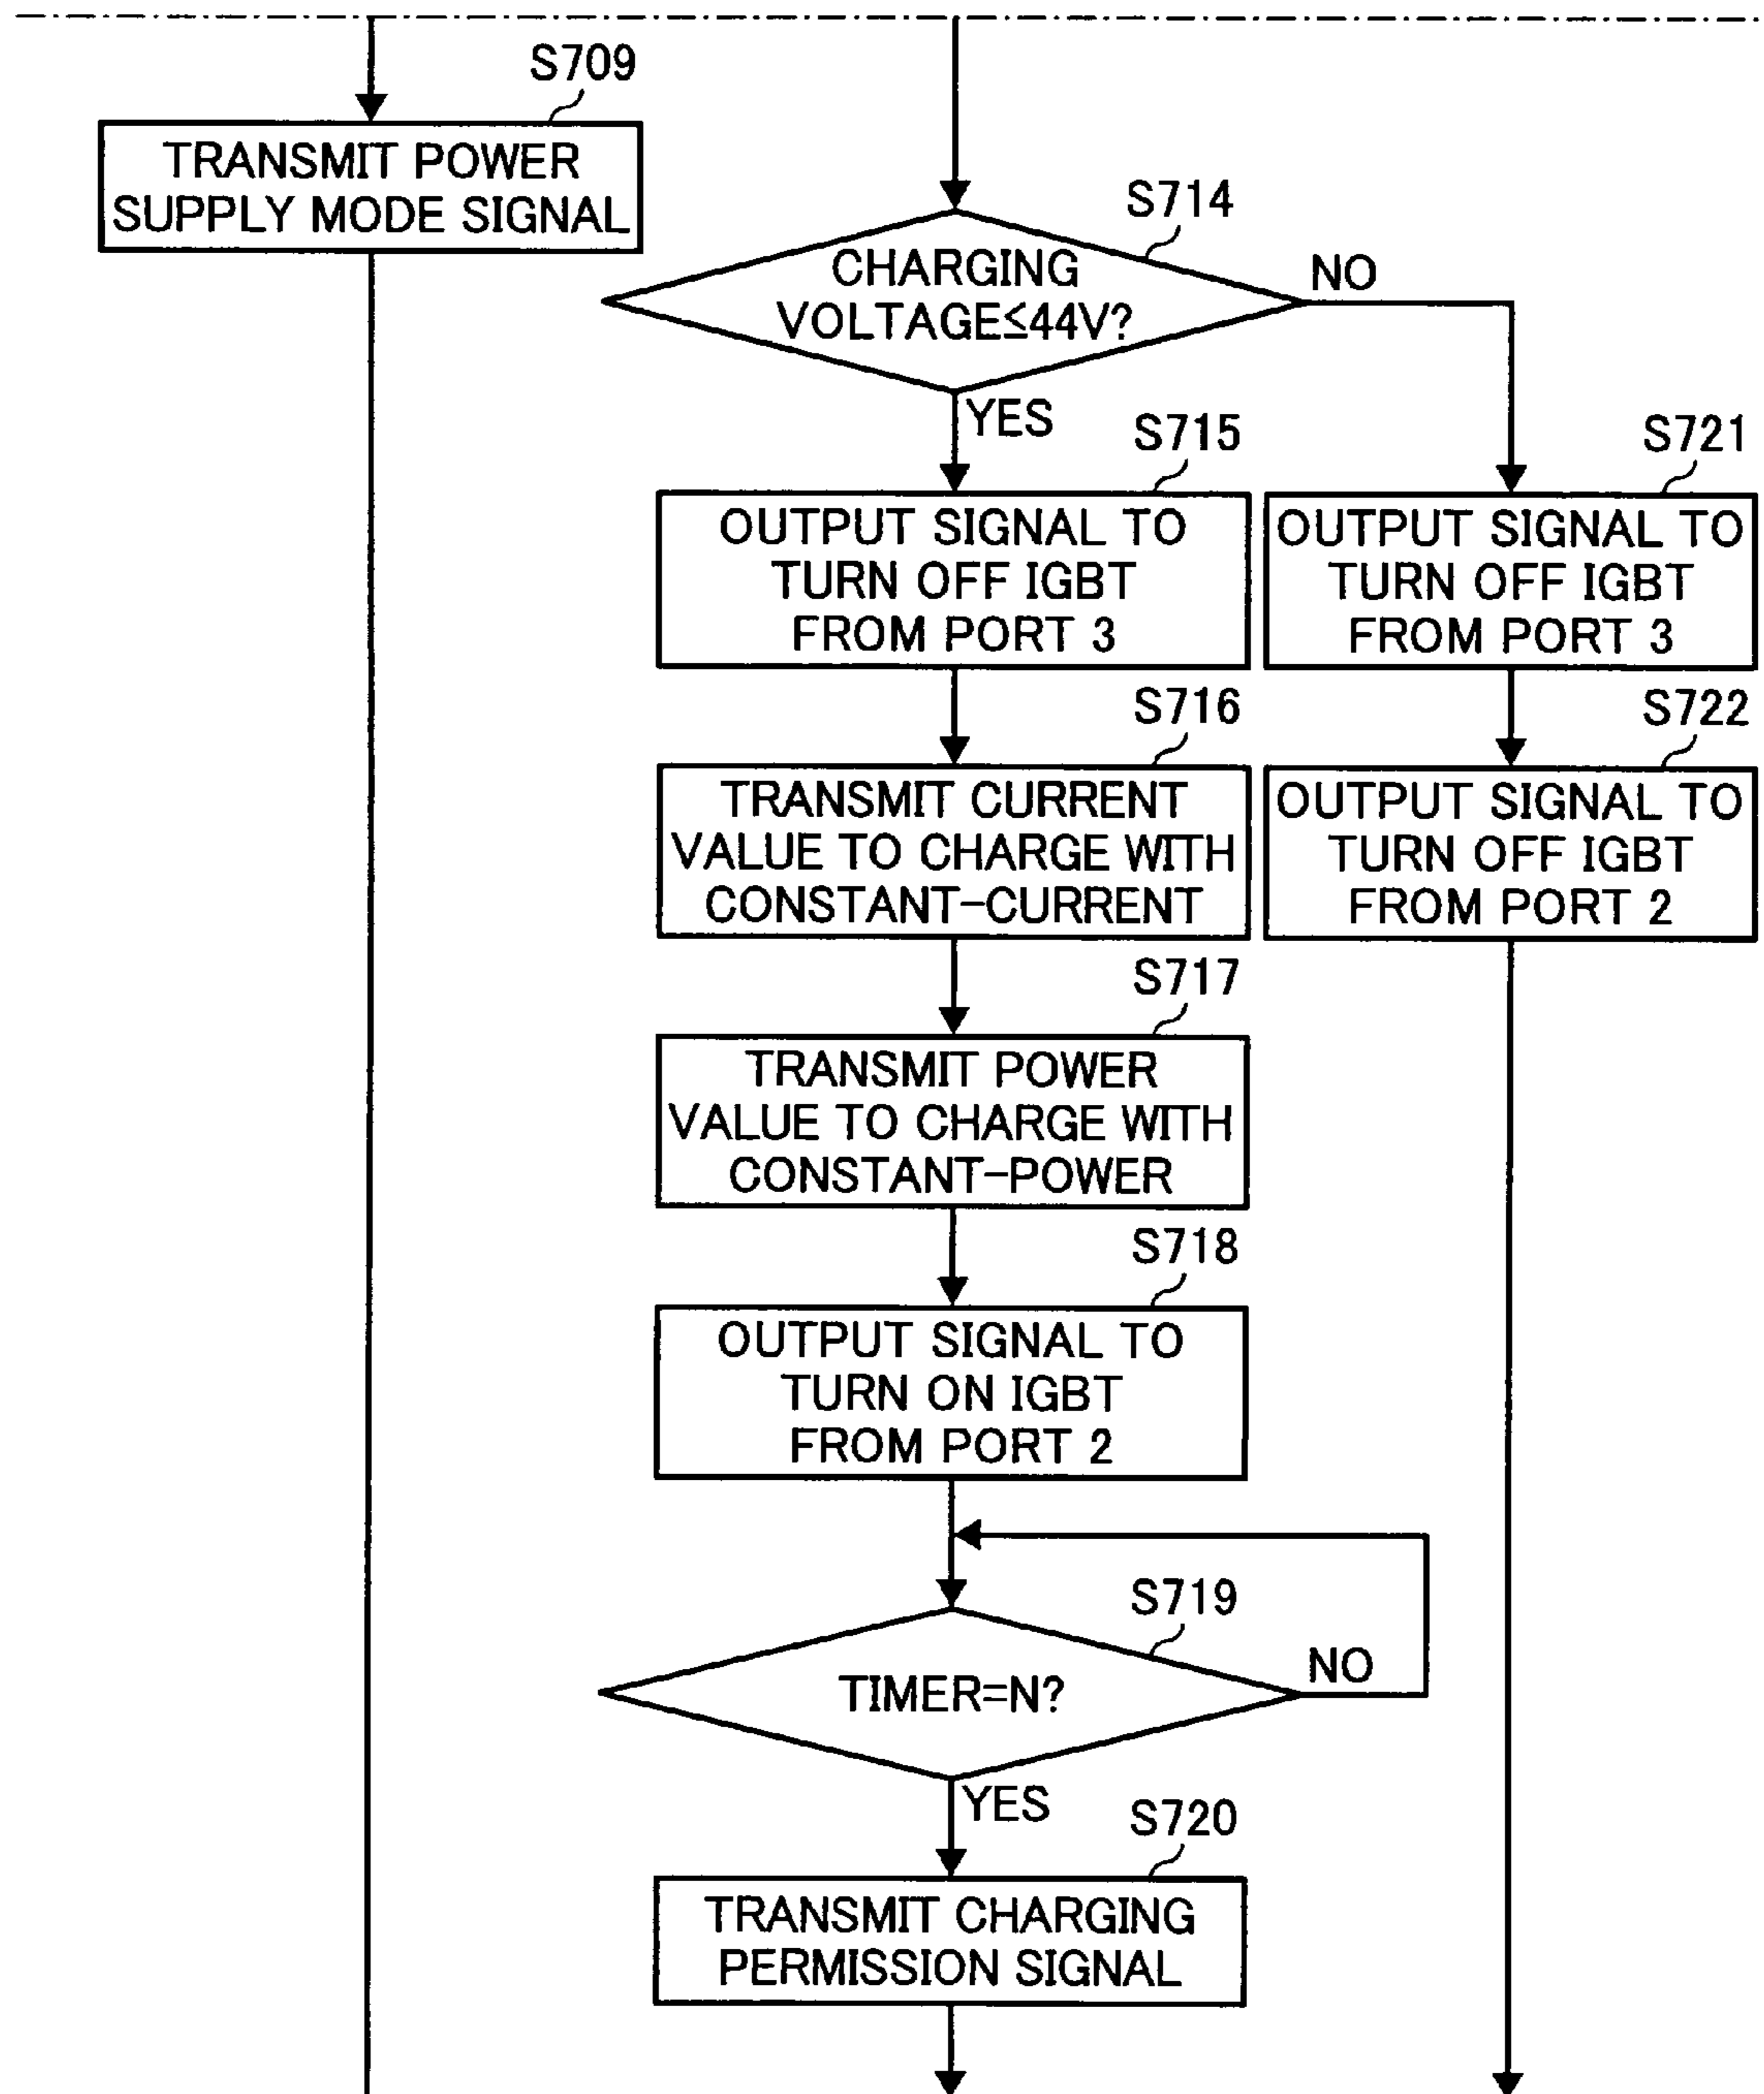 S709
TRANSMIT POWER
SUPPLY MODE SIGNAL
S714
CHARGING
VOLTAGE≤44V?
NO
YES
S715
OUTPUT SIGNAL TO
TURN OFF IGBT
FROM PORT 3
S721
OUTPUT SIGNAL TO
TURN OFF IGBT
FROM PORT 3
S716
TRANSMIT CURRENT
VALUE TO CHARGE WITH
CONSTANT-CURRENT
S722
OUTPUT SIGNAL TO
TURN OFF IGBT
FROM PORT 2
S717
TRANSMIT POWER
VALUE TO CHARGE WITH
CONSTANT-POWER
S718
OUTPUT SIGNAL TO
TURN ON IGBT
FROM PORT 2
S719
TIMER=N?
NO
YES
S720
TRANSMIT CHARGING
PERMISSION SIGNAL